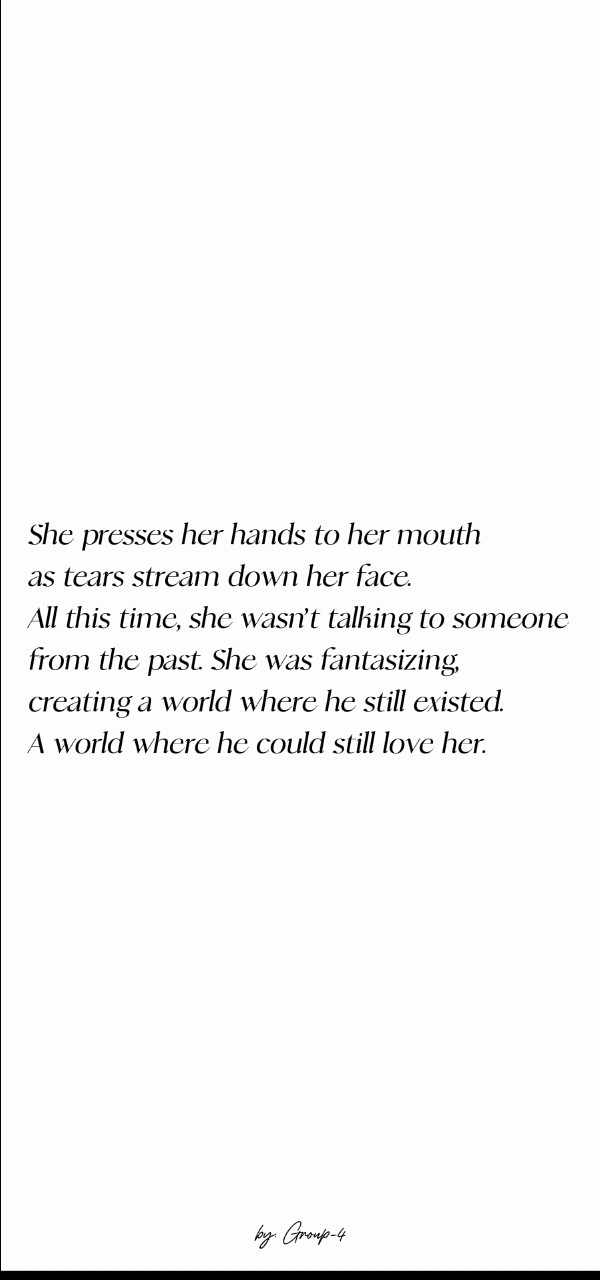 She presses her hands to her mouth
as tears stream down her face.
All this time, she wasn't talking to someone
from the past. She was fantasizing,
creating a world where he still existed.
A world where he could still love her.
by: Group-4